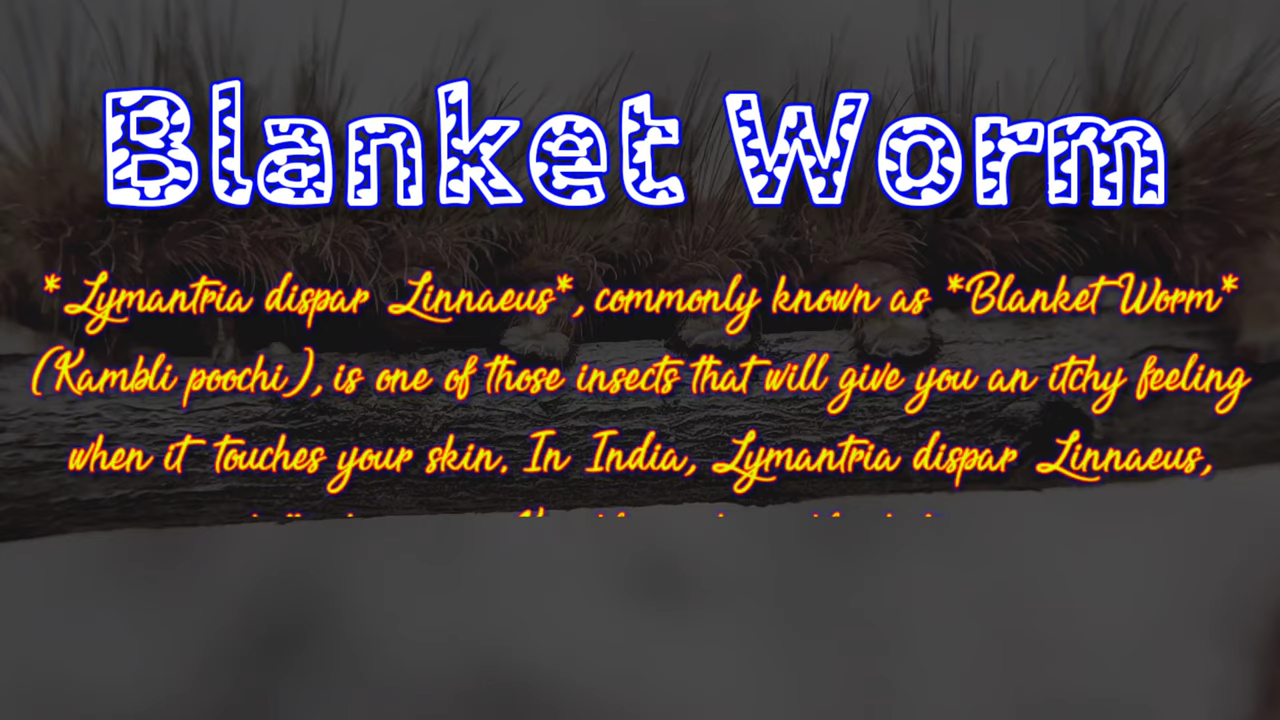 Blanket Worm
*Lymantria dispar Linnaeus*, commonly known as *Blanket Worm*
(Kambli poochi), is one of those insects that will give you an itchy feeling
when it touches your skin. In India, Lymantria dispar Linnaeus,